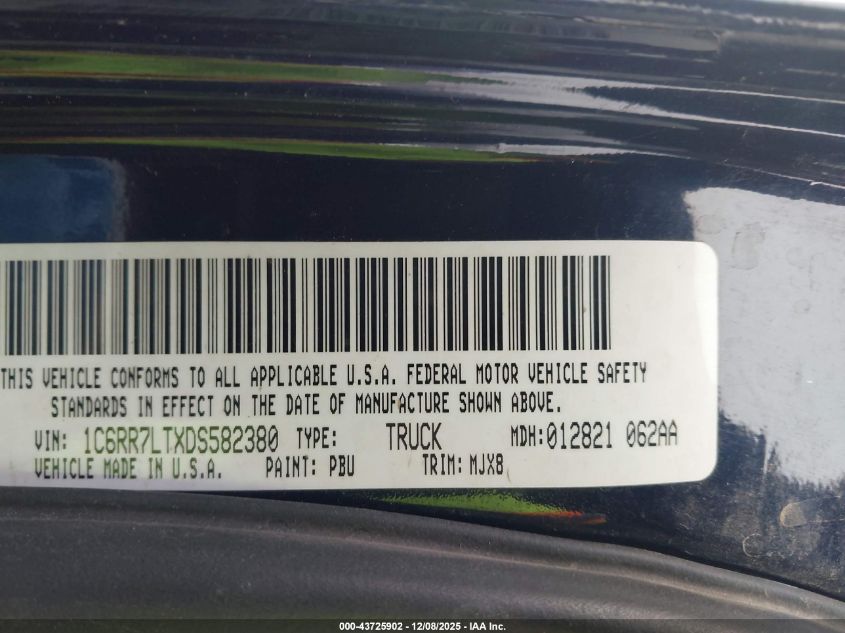 THIS VEHICLE CONFORMS TO ALL APPLICABLE U.S.A. FEDERAL MOTOR VEHICLE SAFETY
STANDARDS IN EFFECT ON THE DATE OF MANUFACTURE SHOWN ABOVE.
VIN: 1C6RR7LTXDS582380 TYPE: TRUCK MDH:012821 062AA
VEHICLE MADE IN U.S.A. PAINT: PBU TRIM: MJX8
000-43725902 - 12/08/2025 - IAA Inc.